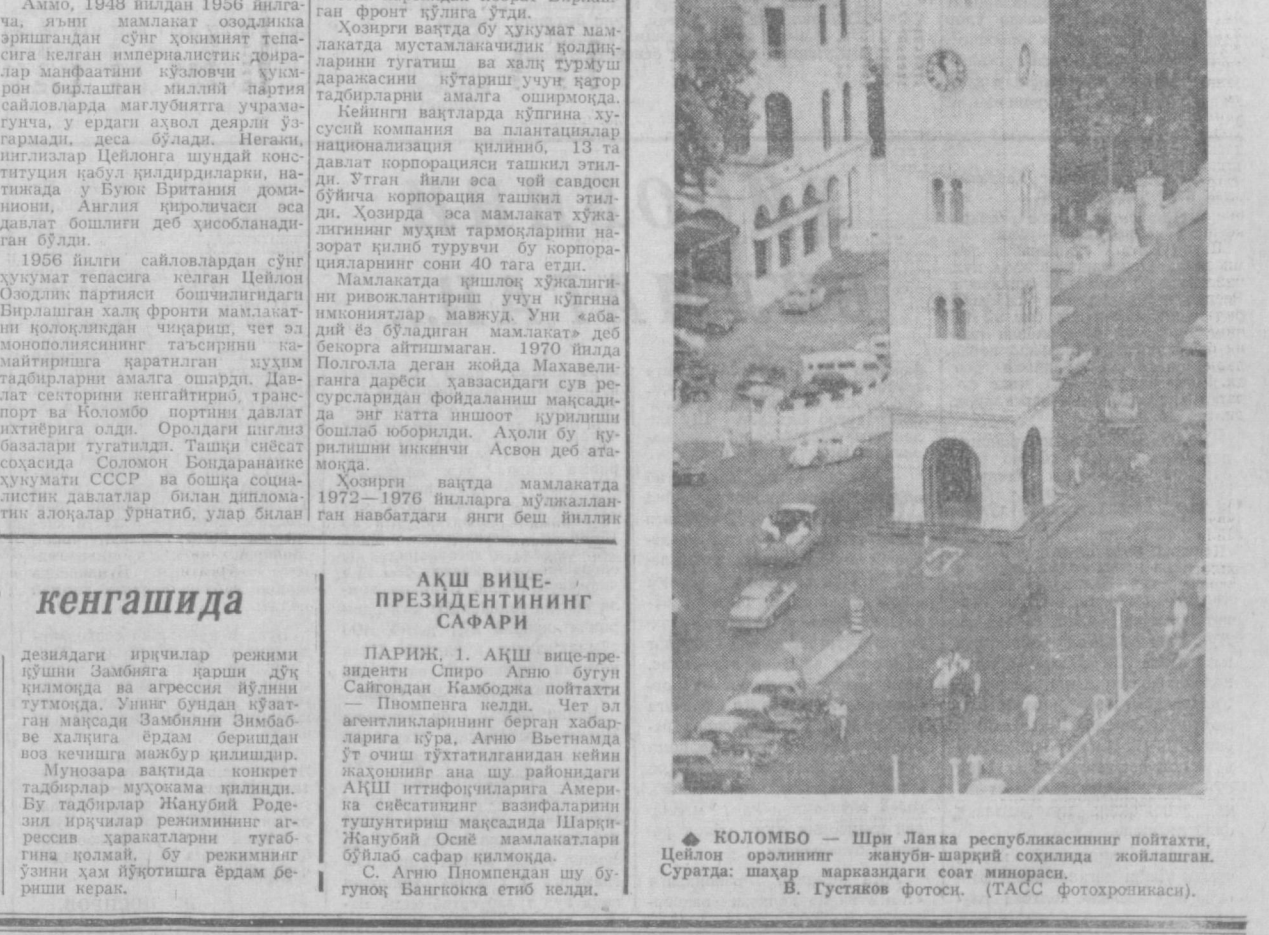 Аммо, 1948 йилдан 1956 йилга-
ча, яъни мамлакат озодликка
эришгандан сўнг ҳокимият тепа-
сига келган империалистик доира-
лар манфаатини кўзловчи ҳукм-
рон бирлашган миллий партия
сайловларда мағлубиятга учрама-
гунча, у ердаги аҳвол деярли ўз-
гармади, деса бўлади. Негаки,
инглизлар Цейлонга шундай конс-
титуция қабул қилдирдиларки, на-
тижада у Буюк Британия доми-
ниони, Англия қироличаси эса
давлат бошлиғи деб ҳисобланади-
ган бўлди.
1956 йилги сайловлардан сўнг
ҳукумат тепасига келган Цейлон
Озодлик партияси бошчилигидаги
Бирлашган халқ фронти мамлакат-
ни қолоқликдан чиқариш, чет эл
монополиясининг таъсирини ка-
майтиришга қаратилган муҳим
тадбирларни амалга оширди. Дав-
лат секторини кенгайтириб, транс-
порт ва Коломбо портини давлат
ихтиёрига олди. Оролдаги инглиз
базалари тугатилди. Ташқи сиёсат
соҳасида Соломон Бондаранаике
ҳукумати СССР ва бошқа социа-
листик давлатлар билан диплома-
тик алоқалар ўрнатиб, улар билан
ган фронт қўлига ўтди.
Ҳозирги вақтда бу ҳукумат мам-
лакатда мустамлакачилик қолдиқ-
ларини тугатиш ва халқ турмуш
даражасини кўтариш учун қатор
тадбирларни амалга оширмоқда.
Кейинги вақтларда кўпгина ху-
сусий компания ва плантациялар
национализация қилиниб, 13 та
давлат корпорацияси ташкил этил-
ди. Утган йили эса чой савдоси
бўйича корпорация ташкил этил-
ди. Ҳозирда эса мамлакат хўжа-
лигининг муҳим тармоқларини на-
зорат қилиб турувчи бу корпора-
цияларнинг сони 40 тага етди.
Мамлакатда қишлоқ хўжалиги-
ни ривожлантириш учун кўпгина
имкониятлар мавжуд. Уни «аба-
дий ёз бўладиган мамлакат» деб
бекорга айтишмаган. 1970 йилда
Полголла деган жойда Махавели-
ганга дарёси ҳавзасидаги сув ре-
сурсларидан фойдаланиш мақсади-
да энг катта иншоот қурилиши
бошлаб юборилди. Аҳоли бу қу-
рилишни иккинчи Асвон деб ата-
моқда.
Ҳозирги вақтда мамлакатда
1972—1976 йилларга мўлжаллан-
ган навбатдаги янги беш йиллик
кенгашида
дезиядаги ирқчилар режими
қўшни Замбияга қарши дўқ
қилмоқда ва агрессия йўлини
тутмоқда. Унинг бундан кўзат-
ган мақсади Замбияни Зимбаб-
ве халқига ёрдам беришдан
воз кечишга мажбур қилишдир.
Мунозара вақтида конкрет
тадбирлар муҳокама қилинди.
Бу тадбирлар Жанубий Роде-
зия ирқчилар режимининг аг-
рессив ҳаракатларни тугаб-
гина қолмай, бу режимнинг
ўзини ҳам йўқотишга ёрдам бе-
риши керак.
АҚШ ВИЦЕ-
ПРЕЗИДЕНТИНИНГ
САФАРИ
ПАРИЖ, 1. АҚШ вице-пре-
зиденти Спиро Агню бугун
Сайгондан Камбоджа пойтахти
— Пномпенга келди. Чет эл
агентликларининг берган хабар-
ларига кўра, Агню Вьетнамда
ўт очиш тўхтатилганидан кейин
жаҳоннинг ана шу районидаги
АҚШ иттифоқчиларига Амери-
ка сиёсатининг вазифаларини
тушунтириш мақсадида Шарқи-
Жанубий Осиё мамлакатлари
бўйлаб сафар қилмоқда.
С. Агню Пномпендан шу бу-
гуноқ Бангкокка етиб келди.
◆ КОЛОМБО — Шри Ланка республикасининг пойтахти,
Цейлон оролининг жануби-шарқий соҳилида жойлашган.
Суратда: шаҳар марказидаги соат минораси.
В. Густяков фотоси. (ТАСС фотохроникаси).